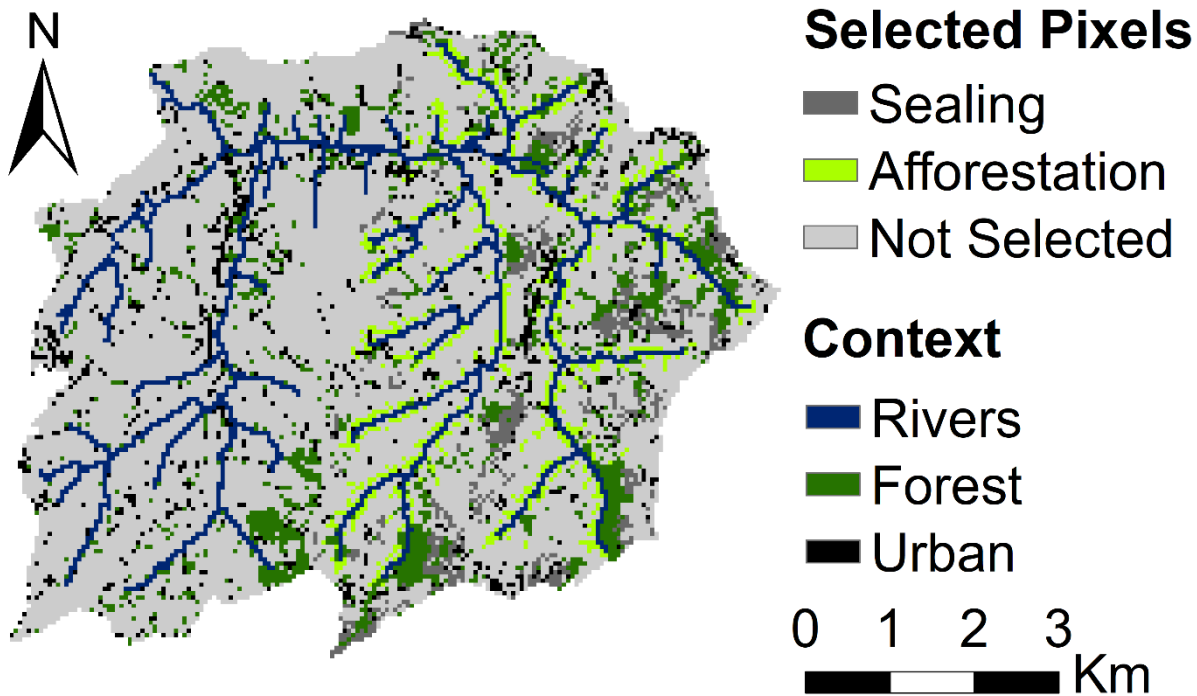 N
Selected Pixels
Sealing
Afforestation
Not Selected
Context
Rivers
Forest
Urban
0 1 2 3
Km